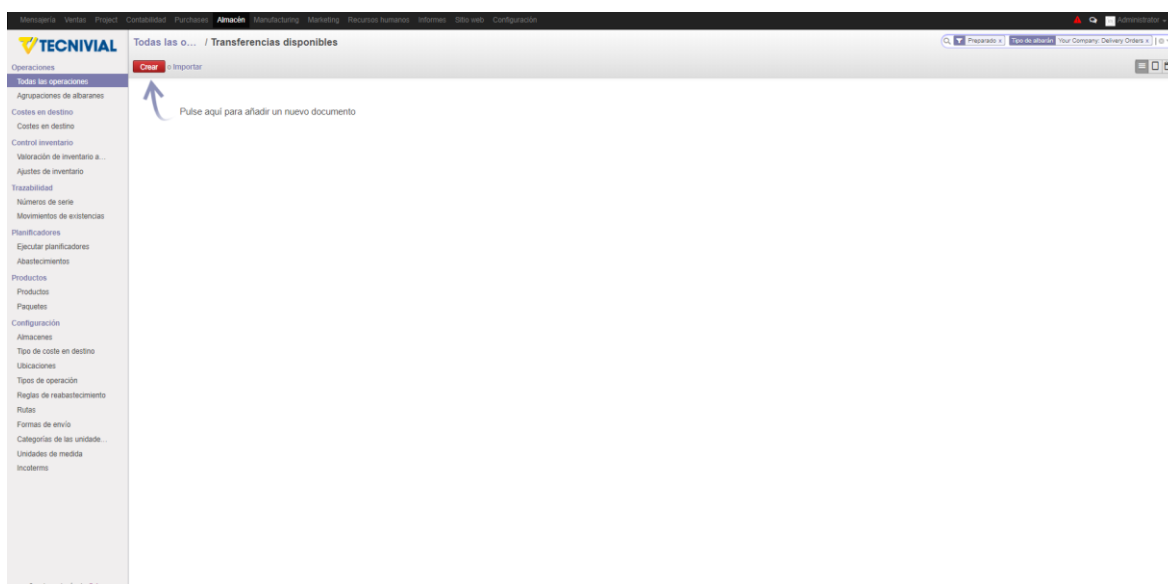 Mensajería Ventas Project Contabilidad Purchases Almacén Manufacturing Marketing Recursos humanos Informes Sitio web Configuración Administrator
TECNIVIAL
Todas las o... / Transferencias disponibles
Preparado x Tipo de albarán Your Company: Delivery Orders x
Crear o Importar
Pulse aquí para añadir un nuevo documento
Operaciones
Todas las operaciones
Agrupaciones de albaranes
Costes en destino
Costes en destino
Control inventario
Valoración de inventario a...
Ajustes de inventario
Trazabilidad
Números de serie
Movimientos de existencias
Planificadores
Ejecutar planificadores
Abastecimientos
Productos
Productos
Paquetes
Configuración
Almacenes
Tipo de coste en destino
Ubicaciones
Tipos de operación
Reglas de reabastecimiento
Rutas
Formas de envío
Categorías de las unidade...
Unidades de medida
Incoterms